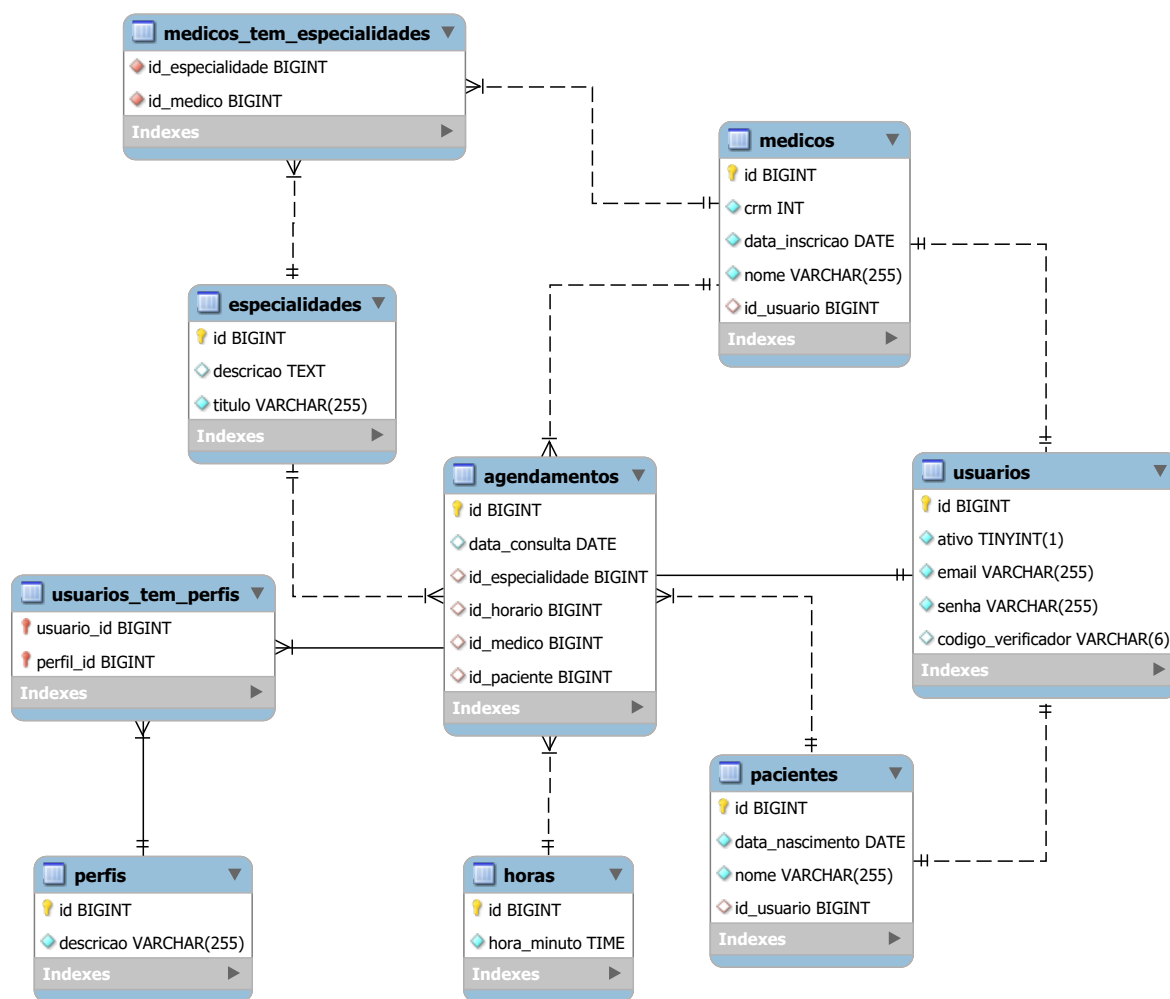 medicos_tem_especialidades
id_especialidade BIGINT
id_medico BIGINT
Indexes
medicos
id BIGINT
crm INT
data_inscricao DATE
nome VARCHAR(255)
id_usuario BIGINT
Indexes
especialidades
id BIGINT
descricao TEXT
titulo VARCHAR(255)
Indexes
agendamentos
id BIGINT
data_consulta DATE
id_especialidade BIGINT
id_horario BIGINT
id_medico BIGINT
id_paciente BIGINT
Indexes
usuarios
id BIGINT
ativo TINYINT(1)
email VARCHAR(255)
senha VARCHAR(255)
codigo_verificador VARCHAR(6)
Indexes
usuarios_tem_perfis
usuario_id BIGINT
perfil_id BIGINT
Indexes
pacientes
id BIGINT
data_nascimento DATE
nome VARCHAR(255)
id_usuario BIGINT
Indexes
perfis
id BIGINT
descricao VARCHAR(255)
Indexes
horas
id BIGINT
hora_minuto TIME
Indexes